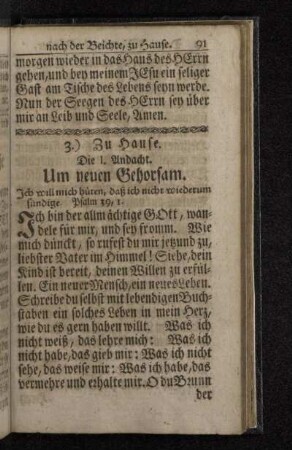 nach der Beichte, zu Hause. 91
morgen wieder in das Haus des HErrn
gehen, und bey meinem JEsu ein seliger
Gast am Tische des Lebens seyn werde.
Nun der Seegen des HErrn sey über
mir an Leib und Seele, Amen.
3.) Zu Hause.
Die 1. Andacht.
Um neuen Gehorsam.
Ich will mich hüten, daß ich nicht wiederum
sündige. Psalm 39, 1.
Ich bin der allmächtige GOtt, wan-
dele für mir, und sey fromm. Wie
mich dünckt, so rufest du mir jetzund zu,
liebster Vater im Himmel! Siehe, dein
Kind ist bereit, deinen Willen zu erfül-
len. Ein neuer Mensch, ein neues Leben.
Schreibe du selbst mit lebendigen Buch-
staben ein solches Leben in mein Herz,
wie du es gern haben willt. Was ich
nicht weiß, das lehre mich: Was ich
nicht habe, das gieb mir: Was ich nicht
sehe, das weise mir: Was ich habe, das
vermehre und erhalte mir. O du Brunn
der